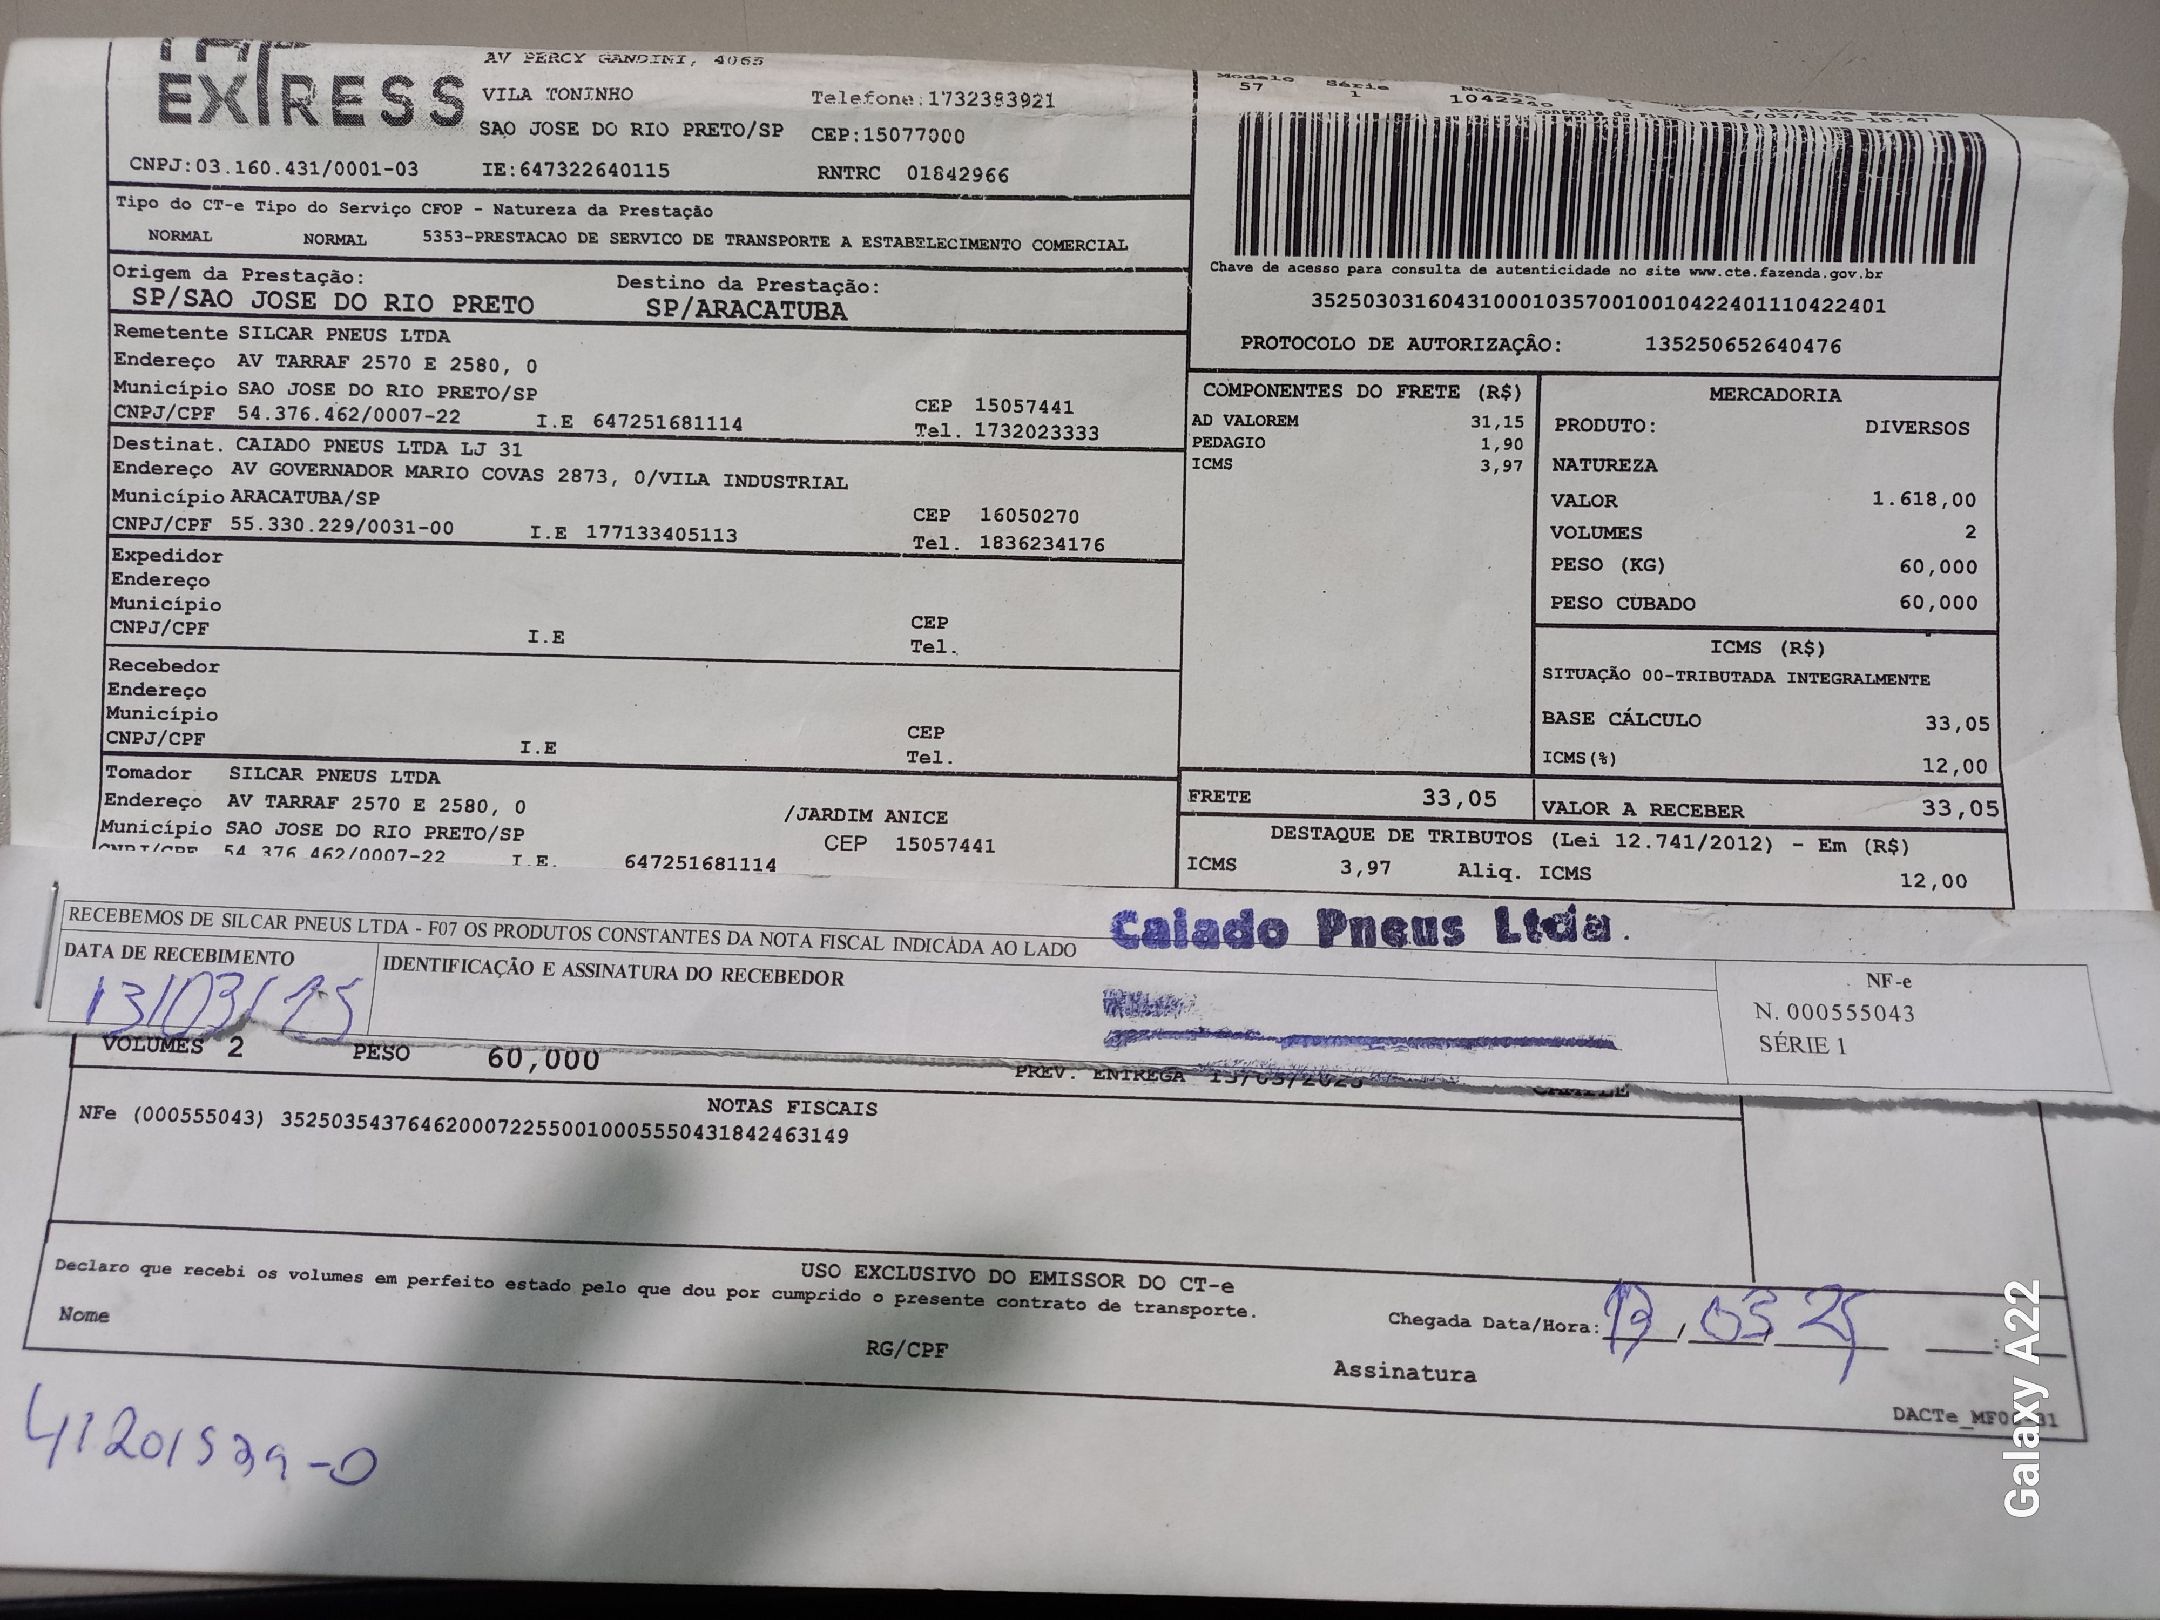 EXPRESS
AV PERCY GANDINI, 4065
VILA TONINHO
Telefone:1732383921
SAO JOSE DO RIO PRETO/SP CEP:15077000
CNPJ:03.160.431/0001-03 IE:647322640115 RNTRC 01842966
Modelo Série Número
57 1 1042240
Tipo do CT-e Tipo do Serviço CFOP - Natureza da Prestação
NORMAL NORMAL 5353-PRESTACAO DE SERVICO DE TRANSPORTE A ESTABELECIMENTO COMERCIAL
Chave de acesso para consulta de autenticidade no site www.cte.fazenda.gov.br
35250303160431000103570010010422401110422401
PROTOCOLO DE AUTORIZAÇÃO: 135250652640476
Origem da Prestação: Destino da Prestação:
SP/SAO JOSE DO RIO PRETO SP/ARACATUBA
Remetente SILCAR PNEUS LTDA
Endereço AV TARRAF 2570 E 2580, 0
Município SAO JOSE DO RIO PRETO/SP CEP 15057441
CNPJ/CPF 54.376.462/0007-22 I.E 647251681114 Tel. 1732023333
Destinat. CAIADO PNEUS LTDA LJ 31
Endereço AV GOVERNADOR MARIO COVAS 2873, 0/VILA INDUSTRIAL
Município ARACATUBA/SP CEP 16050270
CNPJ/CPF 55.330.229/0031-00 I.E 177133405113 Tel. 1836234176
Expedidor
Endereço
Município CEP
CNPJ/CPF I.E Tel.
Recebedor
Endereço
Município CEP
CNPJ/CPF I.E Tel.
Tomador SILCAR PNEUS LTDA
Endereço AV TARRAF 2570 E 2580, 0 /JARDIM ANICE
Município SAO JOSE DO RIO PRETO/SP CEP 15057441
CNPJ/CPF 54.376.462/0007-22 I.E. 647251681114
COMPONENTES DO FRETE (R$)
AD VALOREM 31,15
PEDAGIO 1,90
ICMS 3,97
MERCADORIA
PRODUTO: DIVERSOS
NATUREZA
VALOR 1.618,00
VOLUMES 2
PESO (KG) 60,000
PESO CUBADO 60,000
ICMS (R$)
SITUAÇÃO 00-TRIBUTADA INTEGRALMENTE
BASE CÁLCULO 33,05
ICMS(%) 12,00
FRETE 33,05 VALOR A RECEBER 33,05
DESTAQUE DE TRIBUTOS (Lei 12.741/2012) - Em (R$)
ICMS 3,97 Aliq. ICMS 12,00
Caiado Pneus Ltda.
RECEBEMOS DE SILCAR PNEUS LTDA - F07 OS PRODUTOS CONSTANTES DA NOTA FISCAL INDICADA AO LADO
DATA DE RECEBIMENTO IDENTIFICAÇÃO E ASSINATURA DO RECEBEDOR
13/03/25
NF-e
N. 000555043
SÉRIE 1
VOLUMES 2 PESO 60,000 PREV. ENTREGA 13/03/2025
NOTAS FISCAIS
NFe (000555043) 35250354376462000722550010005550431842463149
USO EXCLUSIVO DO EMISSOR DO CT-e
Declaro que recebi os volumes em perfeito estado pelo que dou por cumprido o presente contrato de transporte.
Nome RG/CPF Assinatura
Chegada Data/Hora: 13, 03 25
41201539-0
Galaxy A22